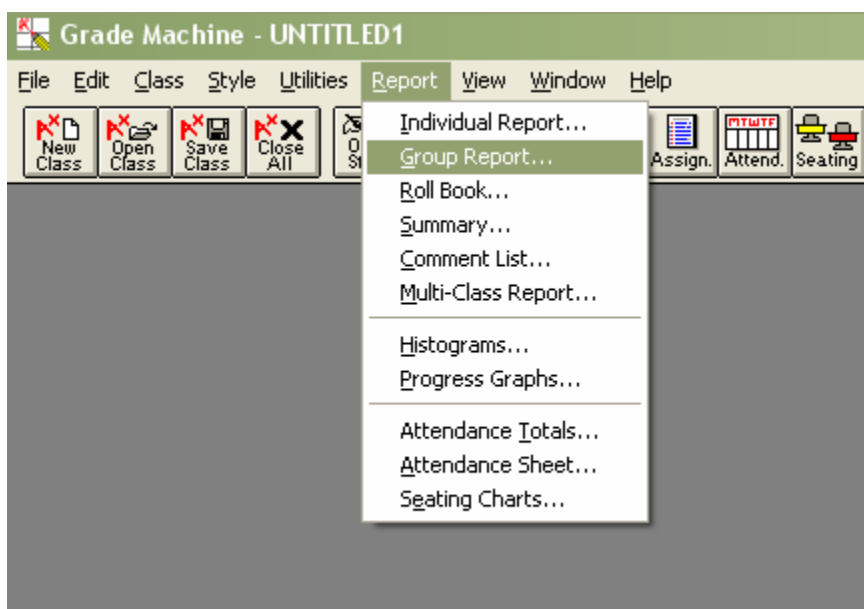 Grade Machine - UNTITLED1
File Edit Class Style Utilities Report View Window Help
New Class
Open Class
Save Class
Close All
Assign.
MTWTF
Attend.
Seating
Individual Report...
Group Report...
Roll Book...
Summary...
Comment List...
Multi-Class Report...
Histograms...
Progress Graphs...
Attendance Totals...
Attendance Sheet...
Seating Charts...